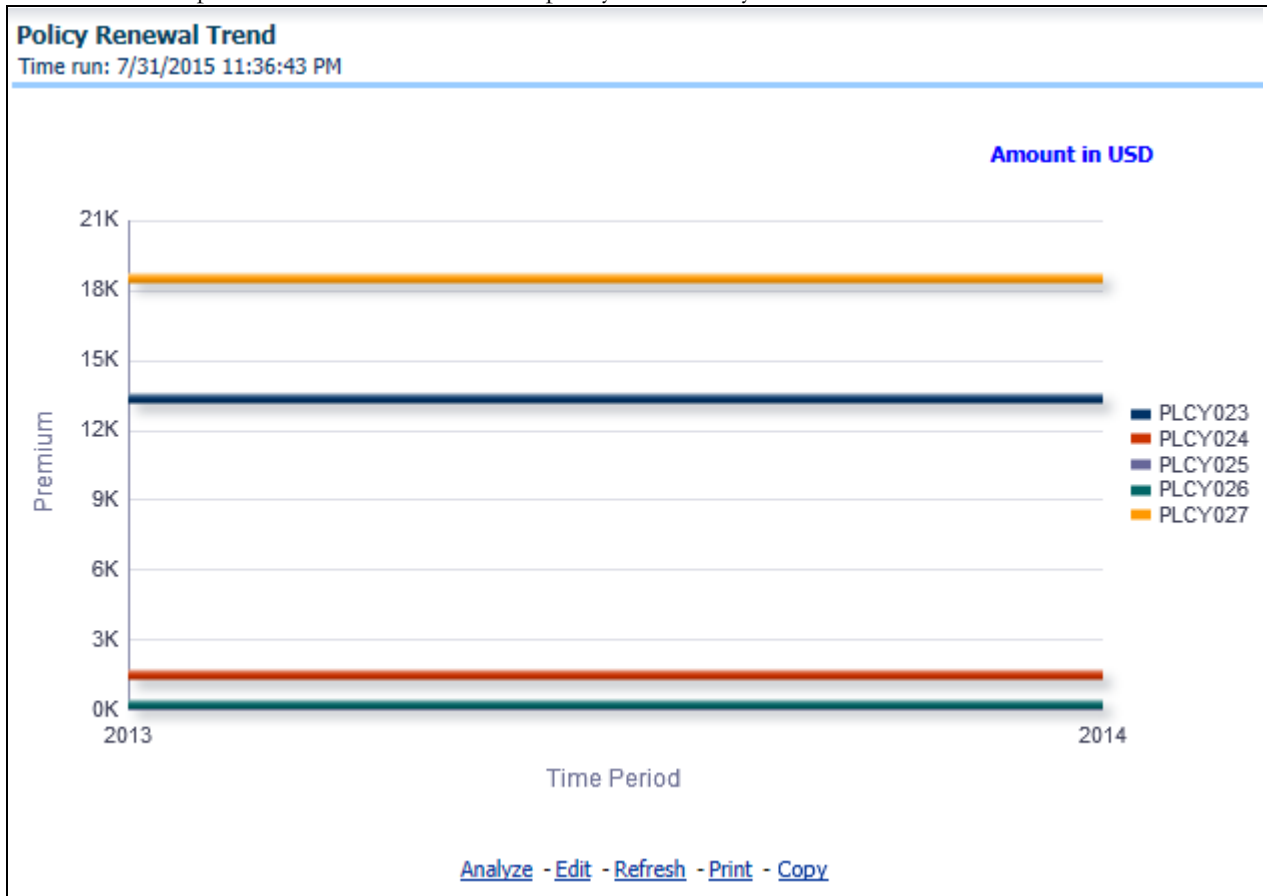 Policy Renewal Trend
Time run: 7/31/2015 11:36:43 PM
Amount in USD
21K
18K
15K
12K
9K
6K
3K
0K
Premium
2013
2014
Time Period
PLCY023
PLCY024
PLCY025
PLCY026
PLCY027
Analyze - Edit - Refresh - Print - Copy